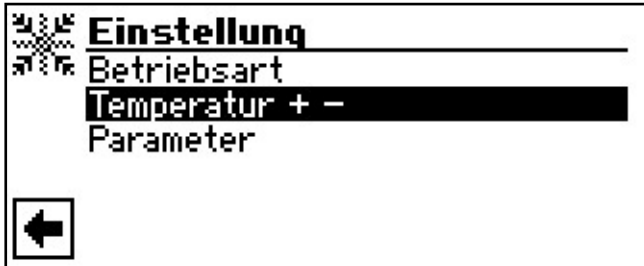 Einstellung
Betriebsart
Temperatur + −
Parameter